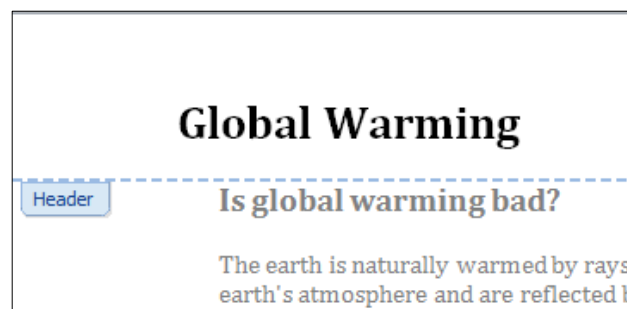 Global Warming
Header
Is global warming bad?
The earth is naturally warmed by rays
earth's atmosphere and are reflected